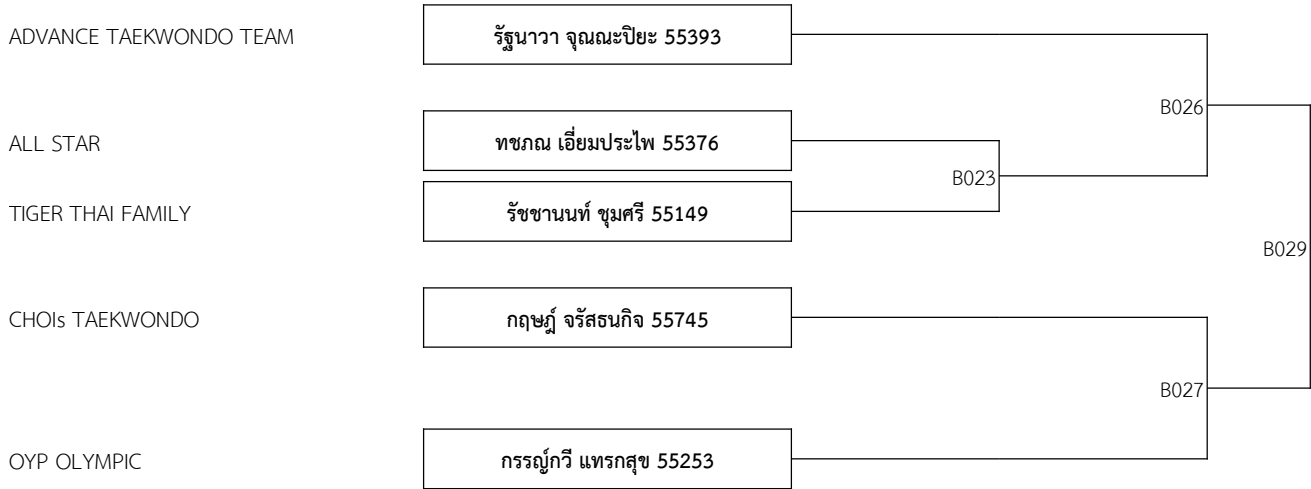 ADVANCE TAEKWONDO TEAM
รัฐนาวา จุณณะปิยะ 55393
B026
ALL STAR
ทชภณ เอี่ยมประไพ 55376
B023
TIGER THAI FAMILY
รัชชานนท์ ชุมศรี 55149
B029
CHOIs TAEKWONDO
กฤษฎ์ จรัสธนกิจ 55745
B027
OYP OLYMPIC
กรรญ์กวี แทรกสุข 55253